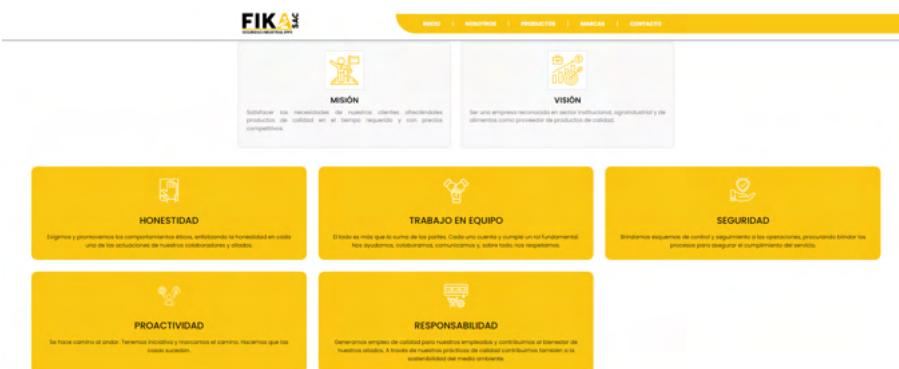 FIKA SAC
SEGURIDAD INDUSTRIAL EPPS
INICIO | NOSOTROS | PRODUCTOS | MARCAS | CONTACTO
MISIÓN
Satisfacer las necesidades de nuestros clientes ofreciéndoles
productos de calidad en el tiempo requerido y con precios
competitivos.
VISIÓN
Ser una empresa reconocida en sector institucional, agroindustrial y de
alimentos como proveedor de productos de calidad.
HONESTIDAD
Exigimos y promovemos los comportamientos éticos, enfatizando la honestidad en cada
una de las actuaciones de nuestros colaboradores y aliados.
TRABAJO EN EQUIPO
El todo es más que la suma de las partes. Cada uno cuenta y cumple un rol fundamental.
Nos ayudamos, colaboramos, comunicamos y, sobre todo, nos respetamos.
SEGURIDAD
Brindamos esquemas de control y seguimiento a las operaciones, procurando blindar los
procesos para asegurar el cumplimiento del servicio.
PROACTIVIDAD
Se hace camino al andar. Tenemos iniciativa y marcamos el camino. Hacemos que las
cosas sucedan.
RESPONSABILIDAD
Generamos empleo de calidad para nuestros empleados y contribuimos al bienestar de
nuestros aliados. A través de nuestras prácticas de calidad contribuimos también a la
sostenibilidad del medio ambiente.